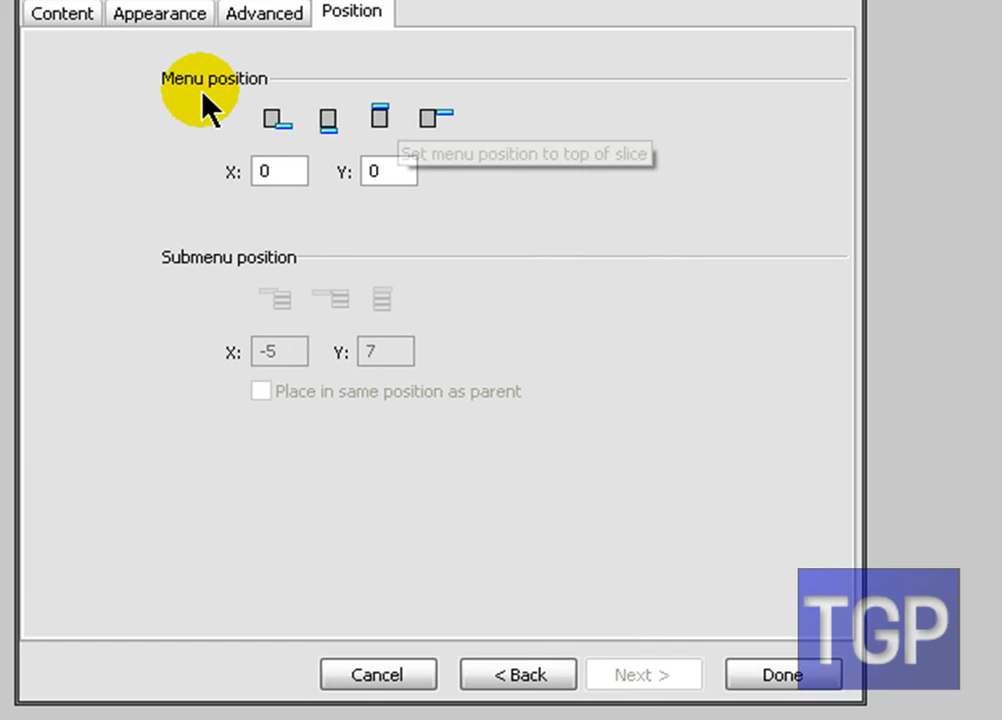 Content Appearance Advanced Position
Menu position
Set menu position to top of slice
X: 0 Y: 0
Submenu position
X: -5 Y: 7
Place in same position as parent
TGP
Cancel < Back Next > Done